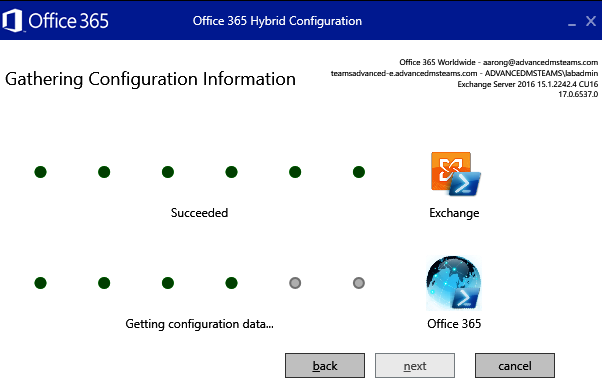 Office 365
Office 365 Hybrid Configuration
Office 365 Worldwide - aarong@advancedmsteams.com
teamsadvanced-e.advancedmsteams.com - ADVANCEDMSTEAMS\labadmin
Gathering Configuration Information
Exchange Server 2016 15.1.2242.4 CU16
17.0.6537.0
Succeeded
Exchange
Getting configuration data...
Office 365
back
next
cancel